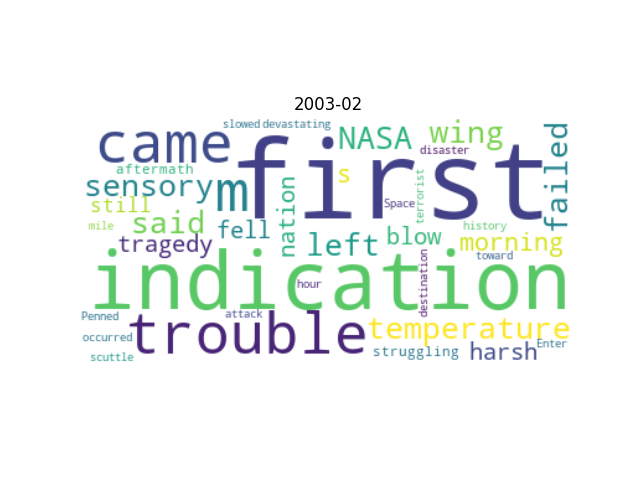 2003-02
slowed devastating
came first NASA wing failed
disaster
aftermath
sensory m s
terrorist
still nation Space
said fell left blow history
mile
tragedy morning
toward
indication
hour destination
Penned attack
trouble temperature
occurred
struggling harsh Enter
scuttle